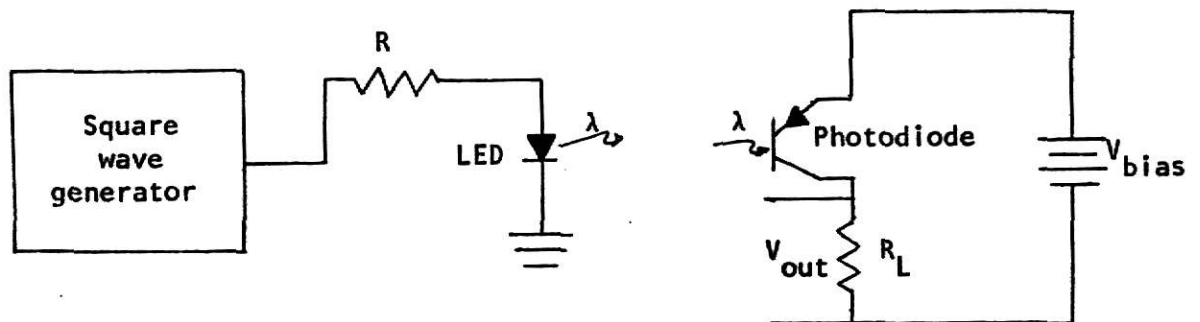 Square
wave
generator
R
LED
λ
λ
Photodiode
V bias
V out
R L